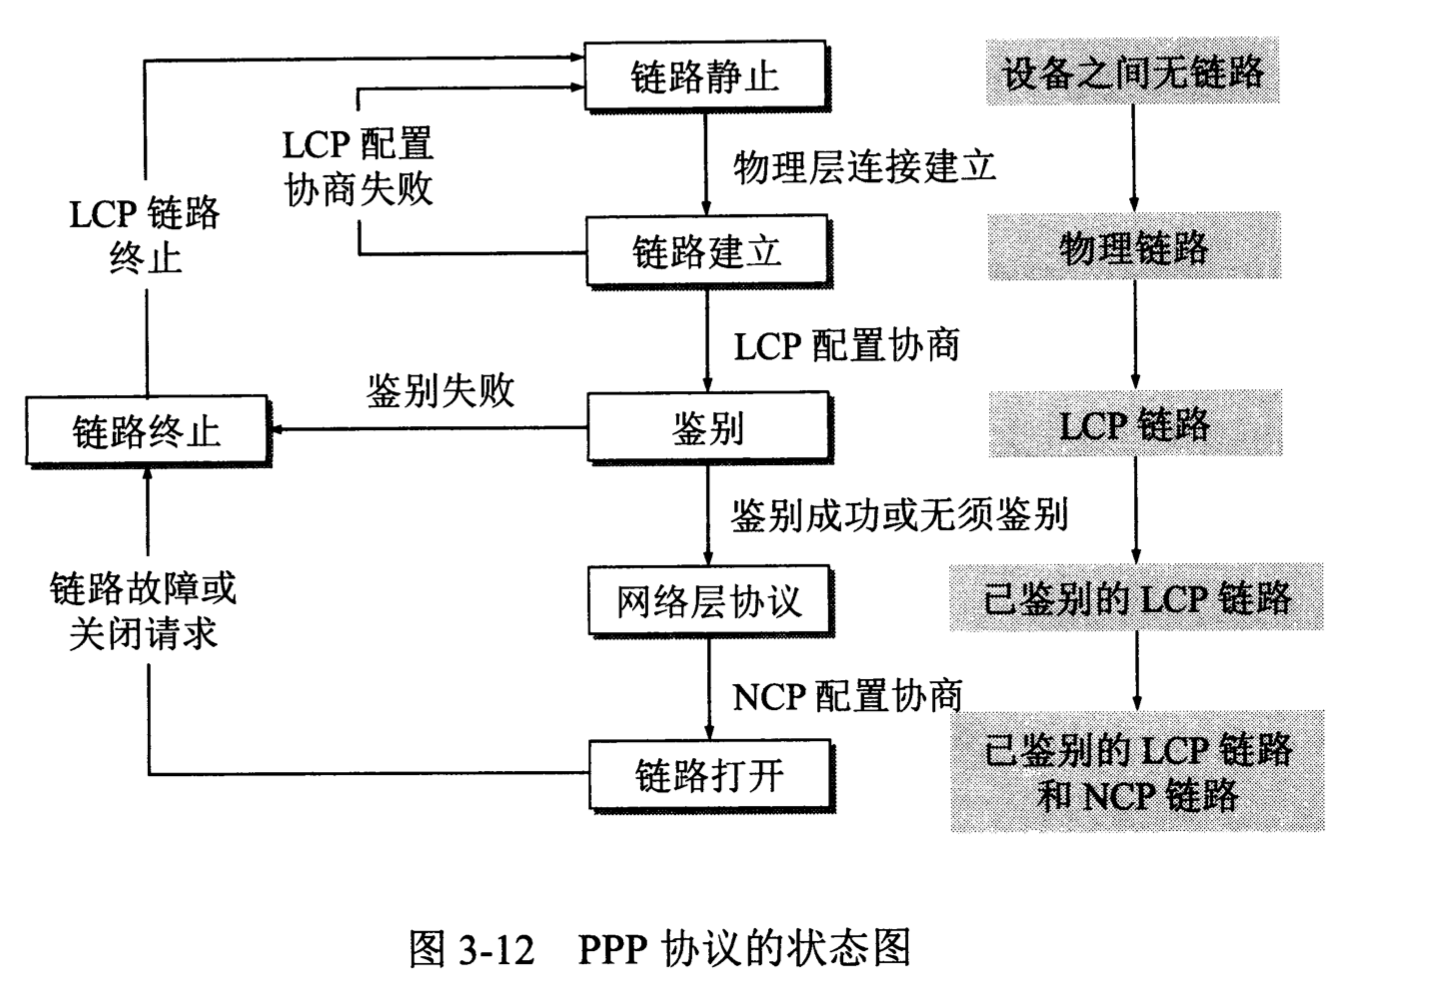 链路静止
设备之间无链路
LCP 配置
协商失败
物理层连接建立
LCP 链路
终止
链路建立
物理链路
LCP 配置协商
鉴别失败
链路终止
鉴别
LCP 链路
鉴别成功或无须鉴别
链路故障或
关闭请求
网络层协议
已鉴别的 LCP 链路
NCP 配置协商
链路打开
已鉴别的 LCP 链路
和 NCP 链路
图 3-12 PPP 协议的状态图